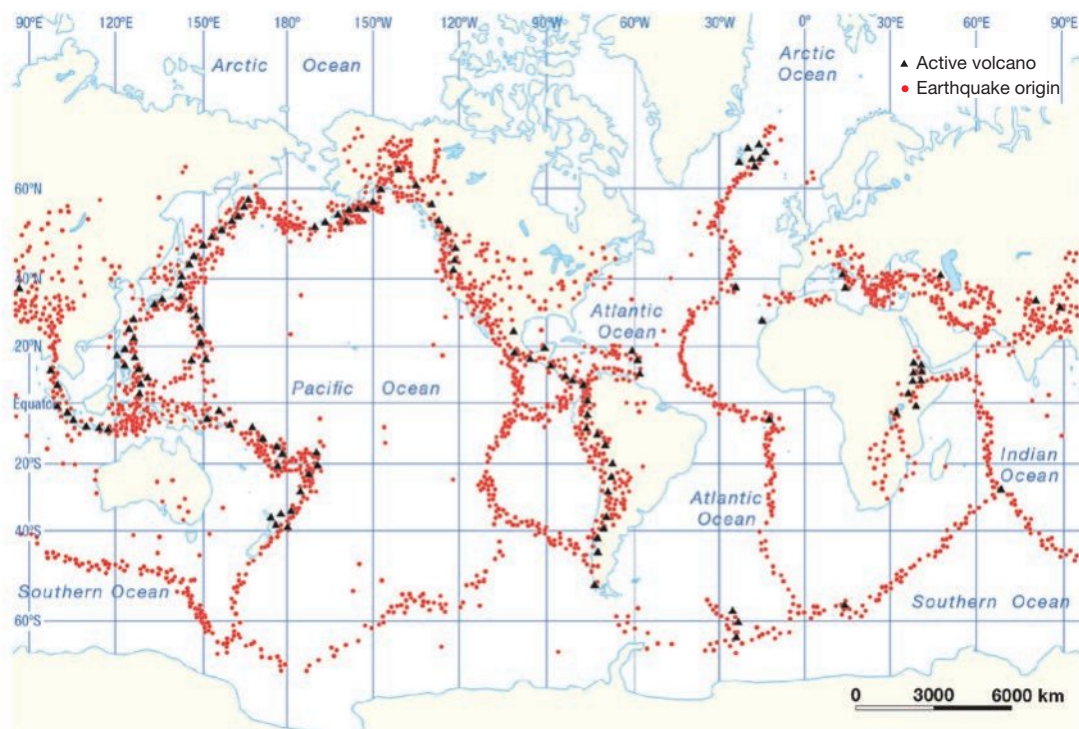 90°E 120°E 150°E 180° 150°W 120°W 90°W 60°W 30°W 0° 30°E 60°E 90°E
Arctic Ocean
Arctic
Ocean
▲ Active volcano
● Earthquake origin
60°N
40°N
Atlantic
Ocean
20°N
Pacific Ocean
Equator
20°S
Indian
Ocean
Atlantic
Ocean
40°S
Southern Ocean
Southern Ocean
60°S
0 3000 6000 km